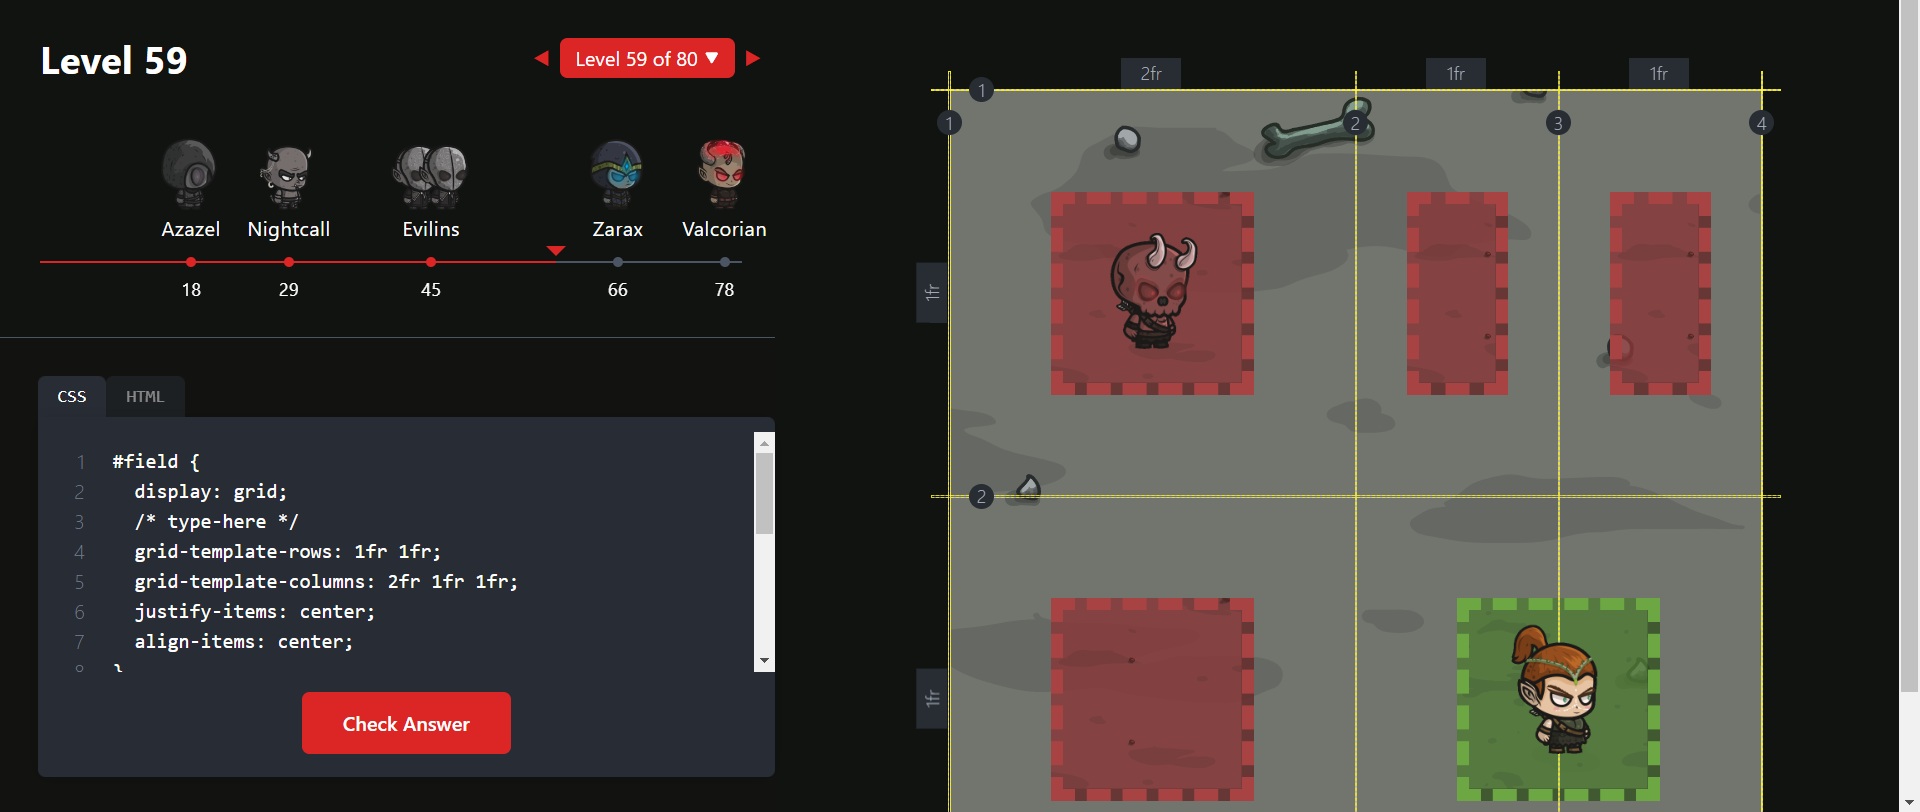 Level 59
Level 59 of 80 ▼
Azazel
Nightcall
Evilins
Zarax
Valcorian
18
29
45
66
78
CSS
HTML
1 #field {
2 display: grid;
3 /* type-here */
4 grid-template-rows: 1fr 1fr;
5 grid-template-columns: 2fr 1fr 1fr;
6 justify-items: center;
7 align-items: center;
8 }
Check Answer
2fr
1fr
1fr
1
1
2
3
4
1fr
2
1fr